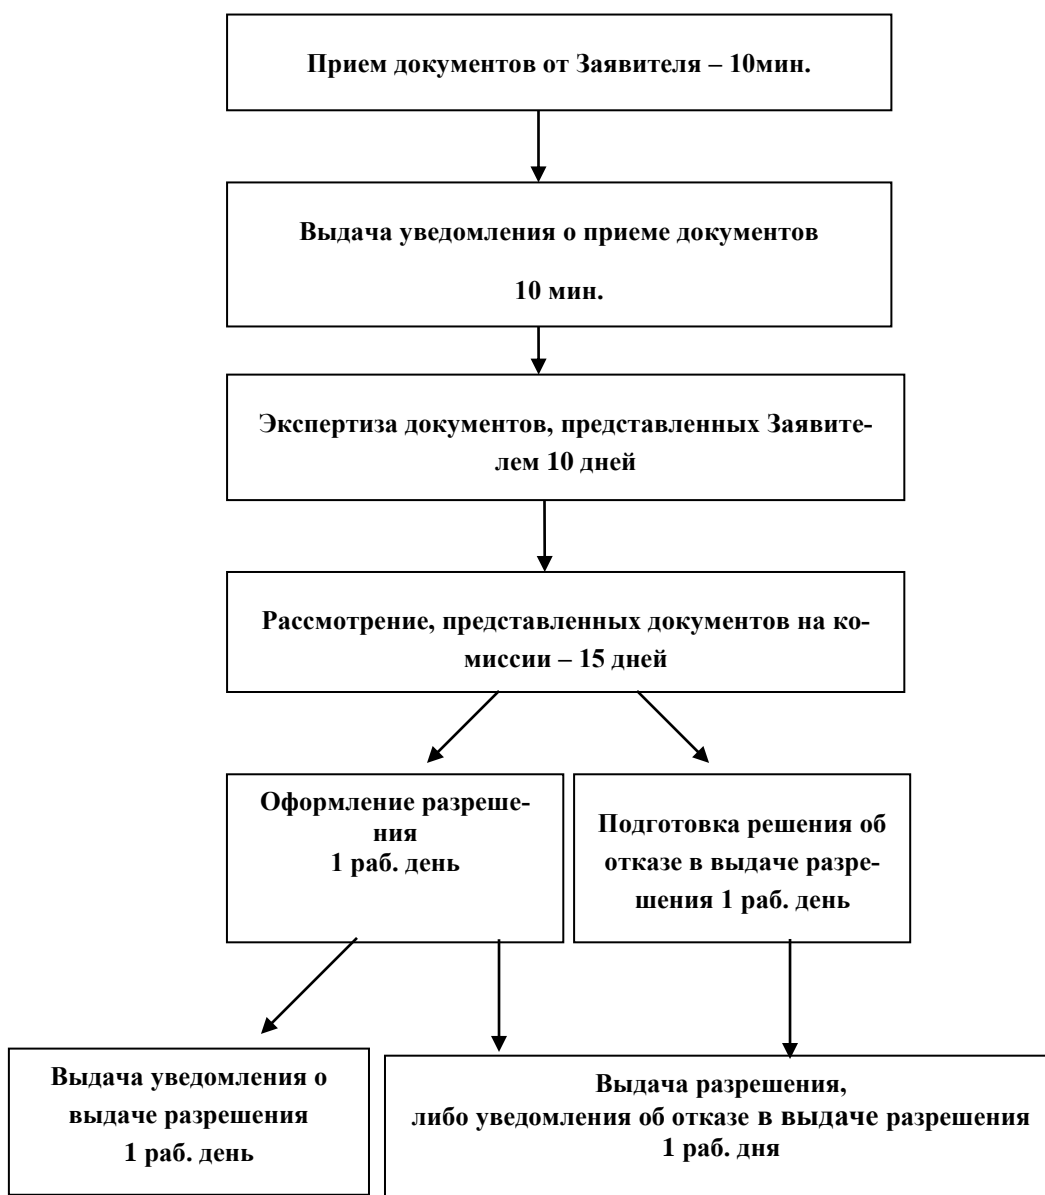 Прием документов от Заявителя – 10мин.
Выдача уведомления о приеме документов
10 мин.
Экспертиза документов, представленных Заявите-
лем 10 дней
Рассмотрение, представленных документов на ко-
миссии – 15 дней
Оформление разреше-
ния
1 раб. день
Подготовка решения об
отказе в выдаче разре-
шения 1 раб. день
Выдача уведомления о
выдаче разрешения
1 раб. день
Выдача разрешения,
либо уведомления об отказе в выдаче разрешения
1 раб. дня